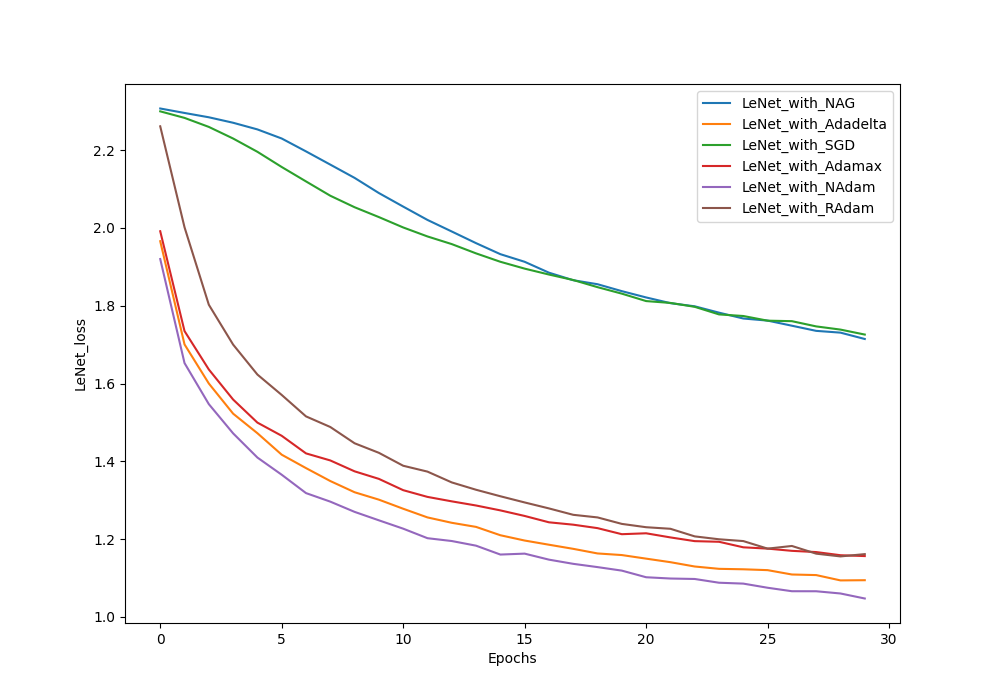 LeNet_with_NAG
LeNet_with_Adadelta
LeNet_with_SGD
LeNet_with_Adamax
LeNet_with_NAdam
LeNet_with_RAdam
2.2
2.0
1.8
1.6
1.4
1.2
1.0
LeNet_loss
0 5 10 15 20 25 30
Epochs